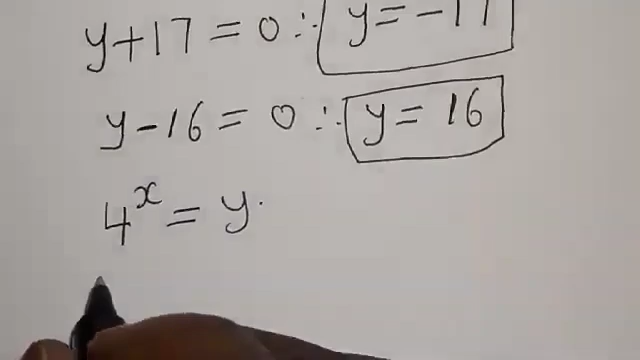 y+17 = 0 ∴ y = -17
y-16 = 0 ∴ y = 16
4^x = y.